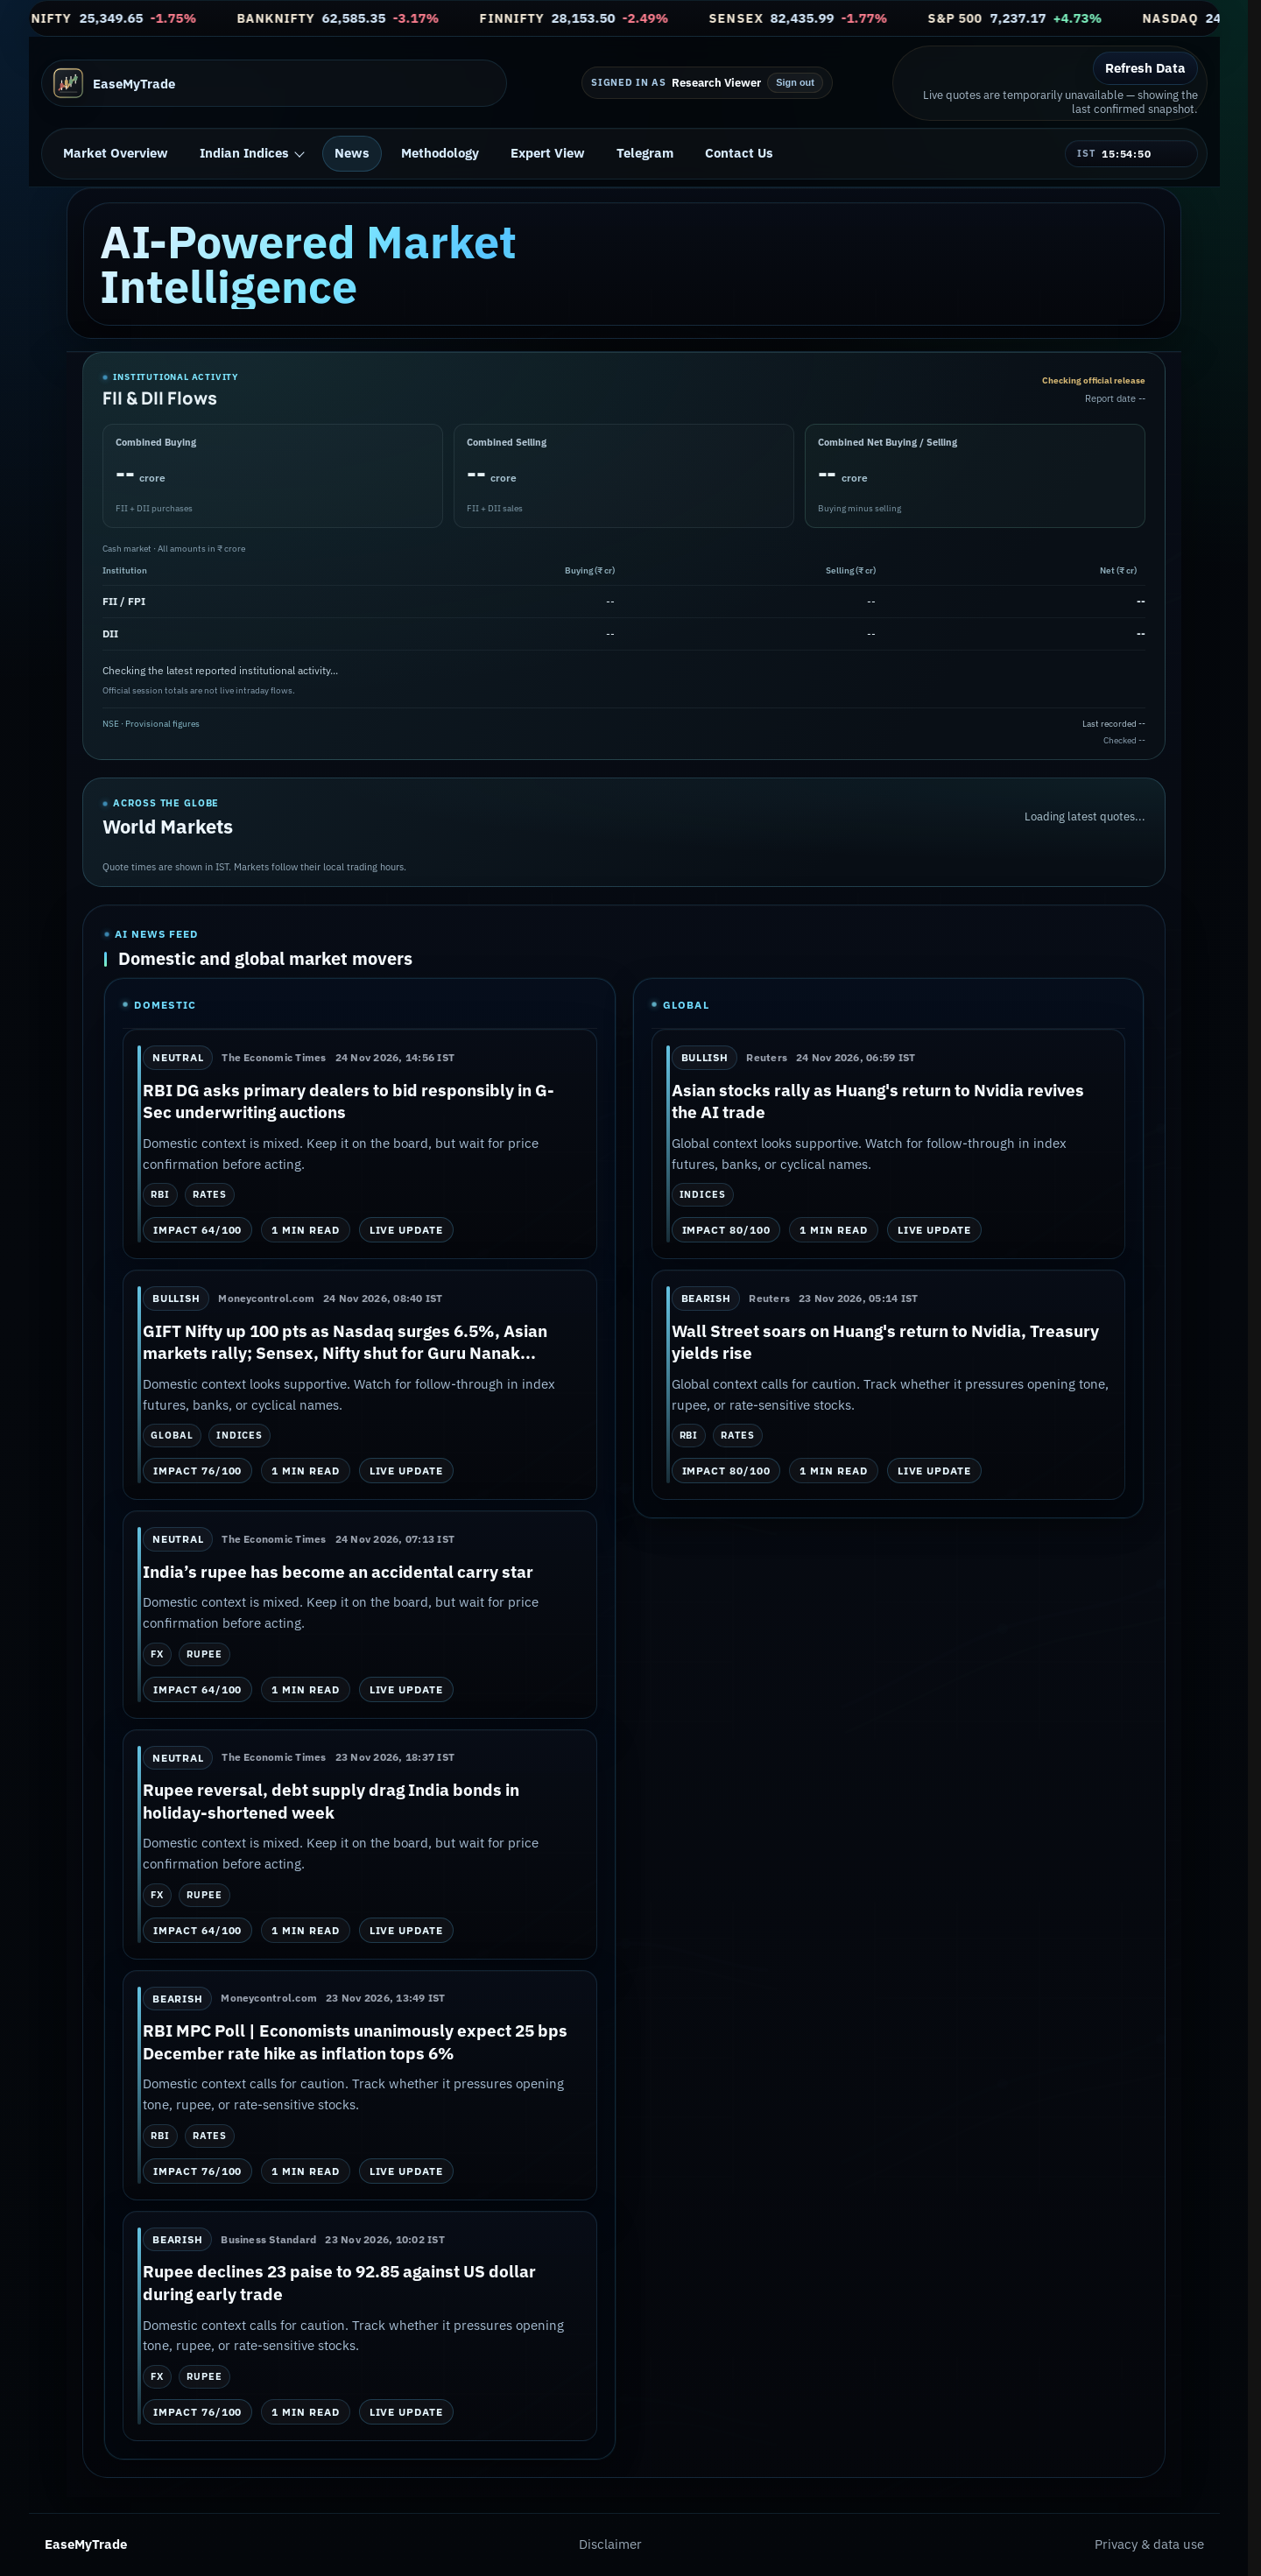 NIFTY 25,349.65 -1.75% BANKNIFTY 62,585.35 -3.17% FINNIFTY 28,153.50 -2.49% SENSEX 82,435.99 -1.77% S&P 500 7,237.17 +4.73% NASDAQ 24
EaseMyTrade
SIGNED IN AS Research Viewer Sign out
Refresh Data
Live quotes are temporarily unavailable — showing the
last confirmed snapshot.
Market Overview Indian Indices News Methodology Expert View Telegram Contact Us
IST 15:54:50
AI-Powered Market
Intelligence
INSTITUTIONAL ACTIVITY
FII & DII Flows
Checking official release
Report date --
Combined Buying
-- crore
FII + DII purchases
Combined Selling
-- crore
FII + DII sales
Combined Net Buying / Selling
-- crore
Buying minus selling
Cash market · All amounts in ₹ crore
Institution Buying (₹ cr) Selling (₹ cr) Net (₹ cr)
FII / FPI -- -- --
DII -- -- --
Checking the latest reported institutional activity...
Official session totals are not live intraday flows.
NSE · Provisional figures
Last recorded --
Checked --
ACROSS THE GLOBE
World Markets
Loading latest quotes...
Quote times are shown in IST. Markets follow their local trading hours.
AI NEWS FEED
Domestic and global market movers
DOMESTIC
NEUTRAL The Economic Times 24 Nov 2026, 14:56 IST
RBI DG asks primary dealers to bid responsibly in G-
Sec underwriting auctions
Domestic context is mixed. Keep it on the board, but wait for price
confirmation before acting.
RBI RATES
IMPACT 64/100 1 MIN READ LIVE UPDATE
BULLISH Moneycontrol.com 24 Nov 2026, 08:40 IST
GIFT Nifty up 100 pts as Nasdaq surges 6.5%, Asian
markets rally; Sensex, Nifty shut for Guru Nanak...
Domestic context looks supportive. Watch for follow-through in index
futures, banks, or cyclical names.
GLOBAL INDICES
IMPACT 76/100 1 MIN READ LIVE UPDATE
NEUTRAL The Economic Times 24 Nov 2026, 07:13 IST
India’s rupee has become an accidental carry star
Domestic context is mixed. Keep it on the board, but wait for price
confirmation before acting.
FX RUPEE
IMPACT 64/100 1 MIN READ LIVE UPDATE
NEUTRAL The Economic Times 23 Nov 2026, 18:37 IST
Rupee reversal, debt supply drag India bonds in
holiday-shortened week
Domestic context is mixed. Keep it on the board, but wait for price
confirmation before acting.
FX RUPEE
IMPACT 64/100 1 MIN READ LIVE UPDATE
BEARISH Moneycontrol.com 23 Nov 2026, 13:49 IST
RBI MPC Poll | Economists unanimously expect 25 bps
December rate hike as inflation tops 6%
Domestic context calls for caution. Track whether it pressures opening
tone, rupee, or rate-sensitive stocks.
RBI RATES
IMPACT 76/100 1 MIN READ LIVE UPDATE
BEARISH Business Standard 23 Nov 2026, 10:02 IST
Rupee declines 23 paise to 92.85 against US dollar
during early trade
Domestic context calls for caution. Track whether it pressures opening
tone, rupee, or rate-sensitive stocks.
FX RUPEE
IMPACT 76/100 1 MIN READ LIVE UPDATE
GLOBAL
BULLISH Reuters 24 Nov 2026, 06:59 IST
Asian stocks rally as Huang's return to Nvidia revives
the AI trade
Global context looks supportive. Watch for follow-through in index
futures, banks, or cyclical names.
INDICES
IMPACT 80/100 1 MIN READ LIVE UPDATE
BEARISH Reuters 23 Nov 2026, 05:14 IST
Wall Street soars on Huang's return to Nvidia, Treasury
yields rise
Global context calls for caution. Track whether it pressures opening tone,
rupee, or rate-sensitive stocks.
RBI RATES
IMPACT 80/100 1 MIN READ LIVE UPDATE
EaseMyTrade Disclaimer Privacy & data use